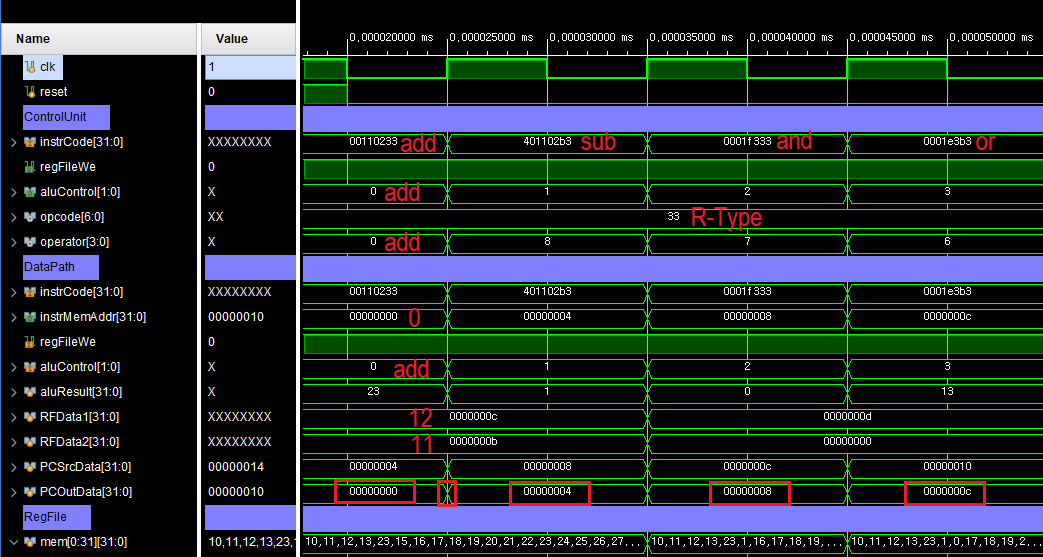 Name Value 0,000020000 ms 0,000025000 ms 0,000030000 ms 0,000035000 ms 0,000040000 ms 0,000045000 ms 0,000050000 ms
clk 1
reset 0
ControlUnit
instrCode[31:0] XXXXXXXX 00110233 add 401102b3 sub 0001f333 and 0001e3b3 or
regFileWe 0
aluControl[1:0] X 0 add 1 2 3
opcode[6:0] XX 33 R-Type
operator[3:0] X 0 add 8 7 6
DataPath
instrCode[31:0] XXXXXXXX 00110233 401102b3 0001f333 0001e3b3
instrMemAddr[31:0] 00000010 00000000 0 00000004 00000008 0000000c
regFileWe 0
aluControl[1:0] X 0 add 1 2 3
aluResult[31:0] X 23 1 0 13
RFData1[31:0] XXXXXXXX 12 0000000c 0000000d
RFData2[31:0] XXXXXXXX 11 0000000b 00000000
PCSrcData[31:0] 00000014 00000004 00000008 0000000c 00000010
PCOutData[31:0] 00000010 00000000 00000004 00000008 0000000c
RegFile
mem[0:31][31:0] 10,11,12,13,23,1 10,11,12,13,23,15,16,17,18,19,20,21,22,23,24,25,26,27... 10,11,12,13,23,1,16,17,18,19,... 10,11,12,13,23,1,0,17,18,19,2...